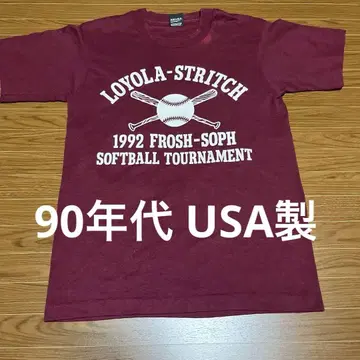 LOYOLA-STRITCH
1992 FROSH-SOPH
SOFTBALL TOURNAMENT
90年代 USA製